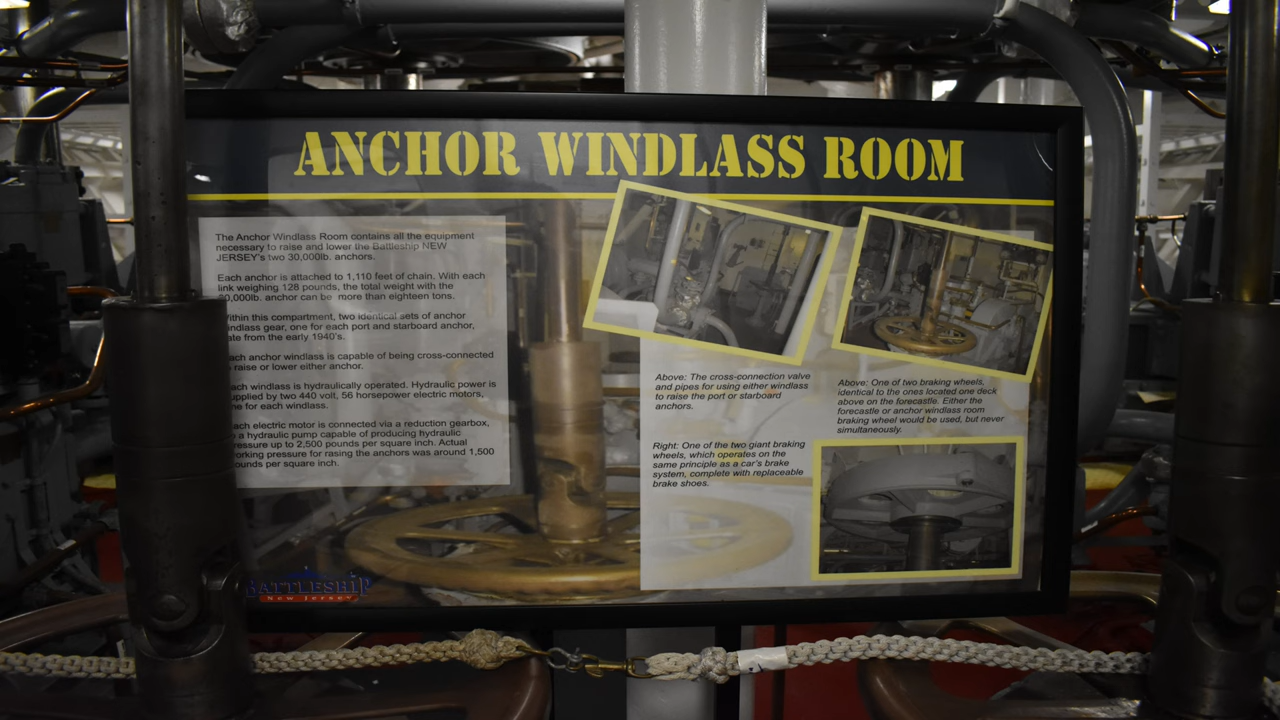 ANCHOR WINDLASS ROOM
The Anchor Windlass Room contains all the equipment
necessary to raise and lower the Battleship NEW
JERSEY's two 30,000lb. anchors.
Each anchor is attached to 1,110 feet of chain. With each
link weighing 128 pounds, the total weight with the
0,000lb. anchor can be more than eighteen tons.
ithin this compartment, two identical sets of anchor
indlass gear, one for each port and starboard anchor,
ate from the early 1940's.
ach anchor windlass is capable of being cross-connected
raise or lower either anchor.
ach windlass is hydraulically operated. Hydraulic power is
upplied by two 440 volt, 56 horsepower electric motors,
ne for each windlass.
ach electric motor is connected via a reduction gearbox,
a hydraulic pump capable of producing hydraulic
ressure up to 2,500 pounds per square inch. Actual
orking pressure for rasing the anchors was around 1,500
ounds per square inch.
Above: The cross-connection valve
and pipes for using either windlass
to raise the port or starboard
anchors.
Above: One of two braking wheels,
identical to the ones located one deck
above on the forecastle. Either the
forecastle or anchor windlass room
braking wheel would be used, but never
simultaneously.
Right: One of the two giant braking
wheels, which operates on the
same principle as a car's brake
system, complete with replaceable
brake shoes.
BATTLESHIP
New Jersey